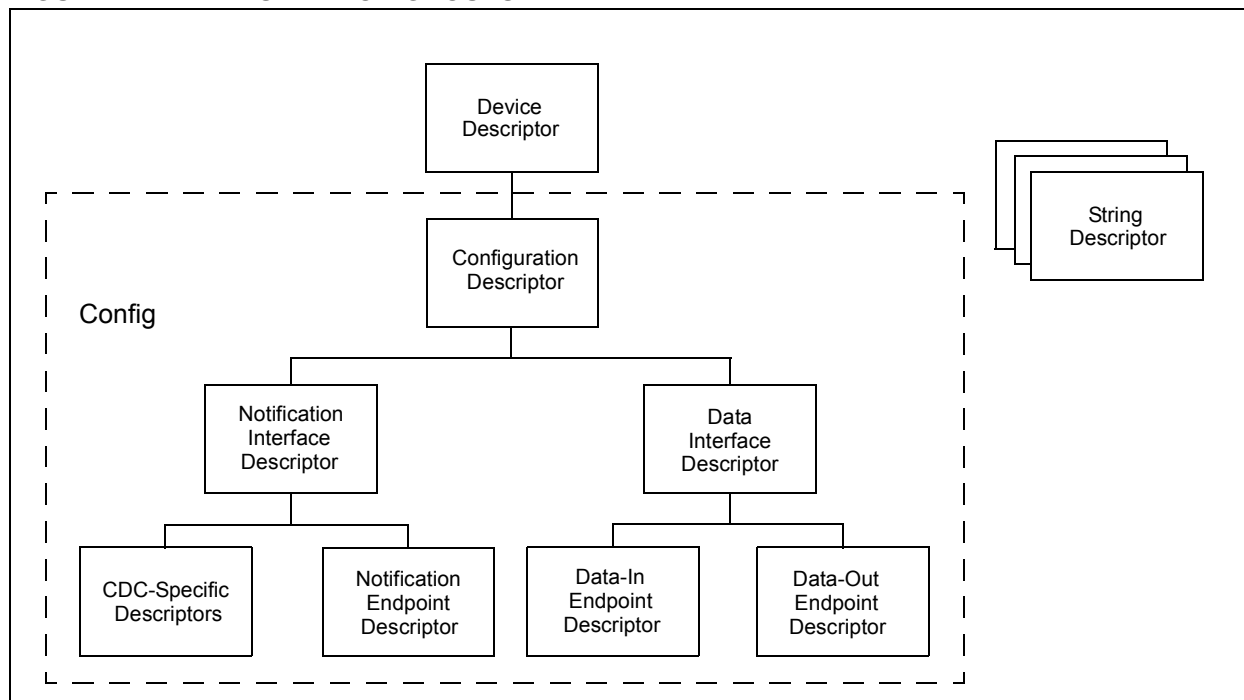 Device
Descriptor
String
Descriptor
Configuration
Descriptor
Config
Notification
Interface
Descriptor
Data
Interface
Descriptor
CDC-Specific
Descriptors
Notification
Endpoint
Descriptor
Data-In
Endpoint
Descriptor
Data-Out
Endpoint
Descriptor